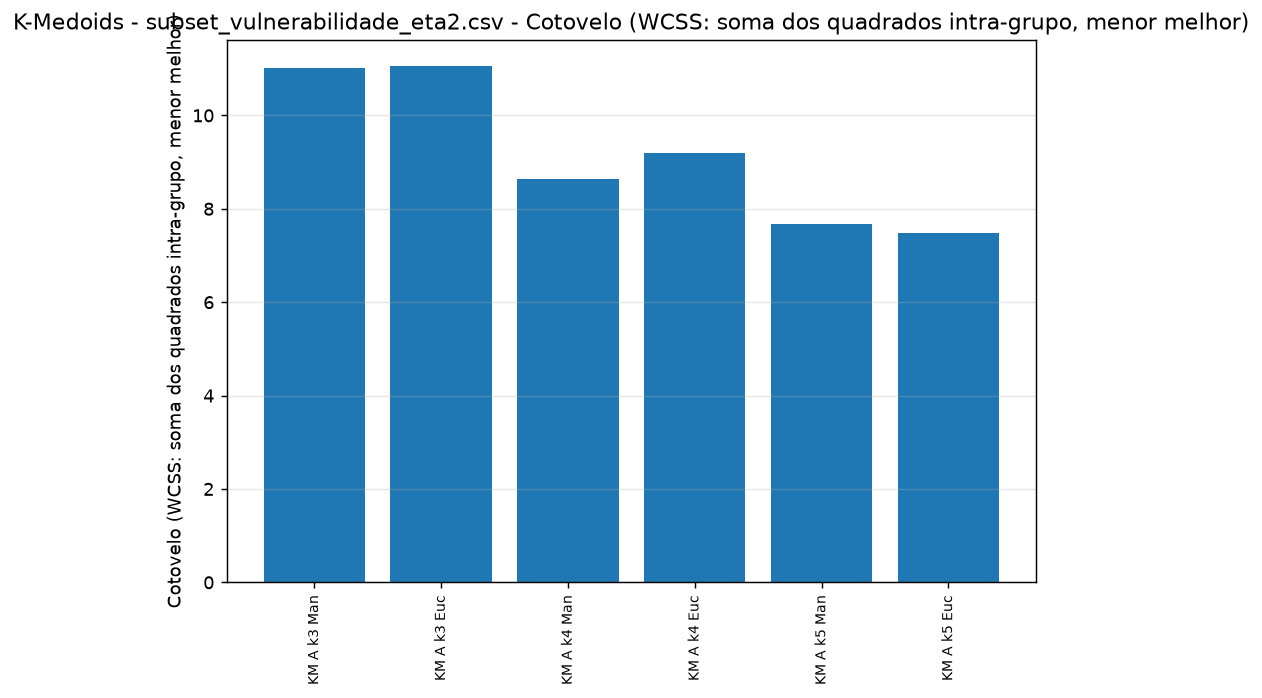 K-Medoids - subset_vulnerabilidade_eta2.csv - Cotovelo (WCSS: soma dos quadrados intra-grupo, menor melhor)
Cotovelo (WCSS: soma dos quadrados intra-grupo, menor melhor)
10
8
6
4
2
0
KM A k3 Man
KM A k3 Euc
KM A k4 Man
KM A k4 Euc
KM A k5 Man
KM A k5 Euc